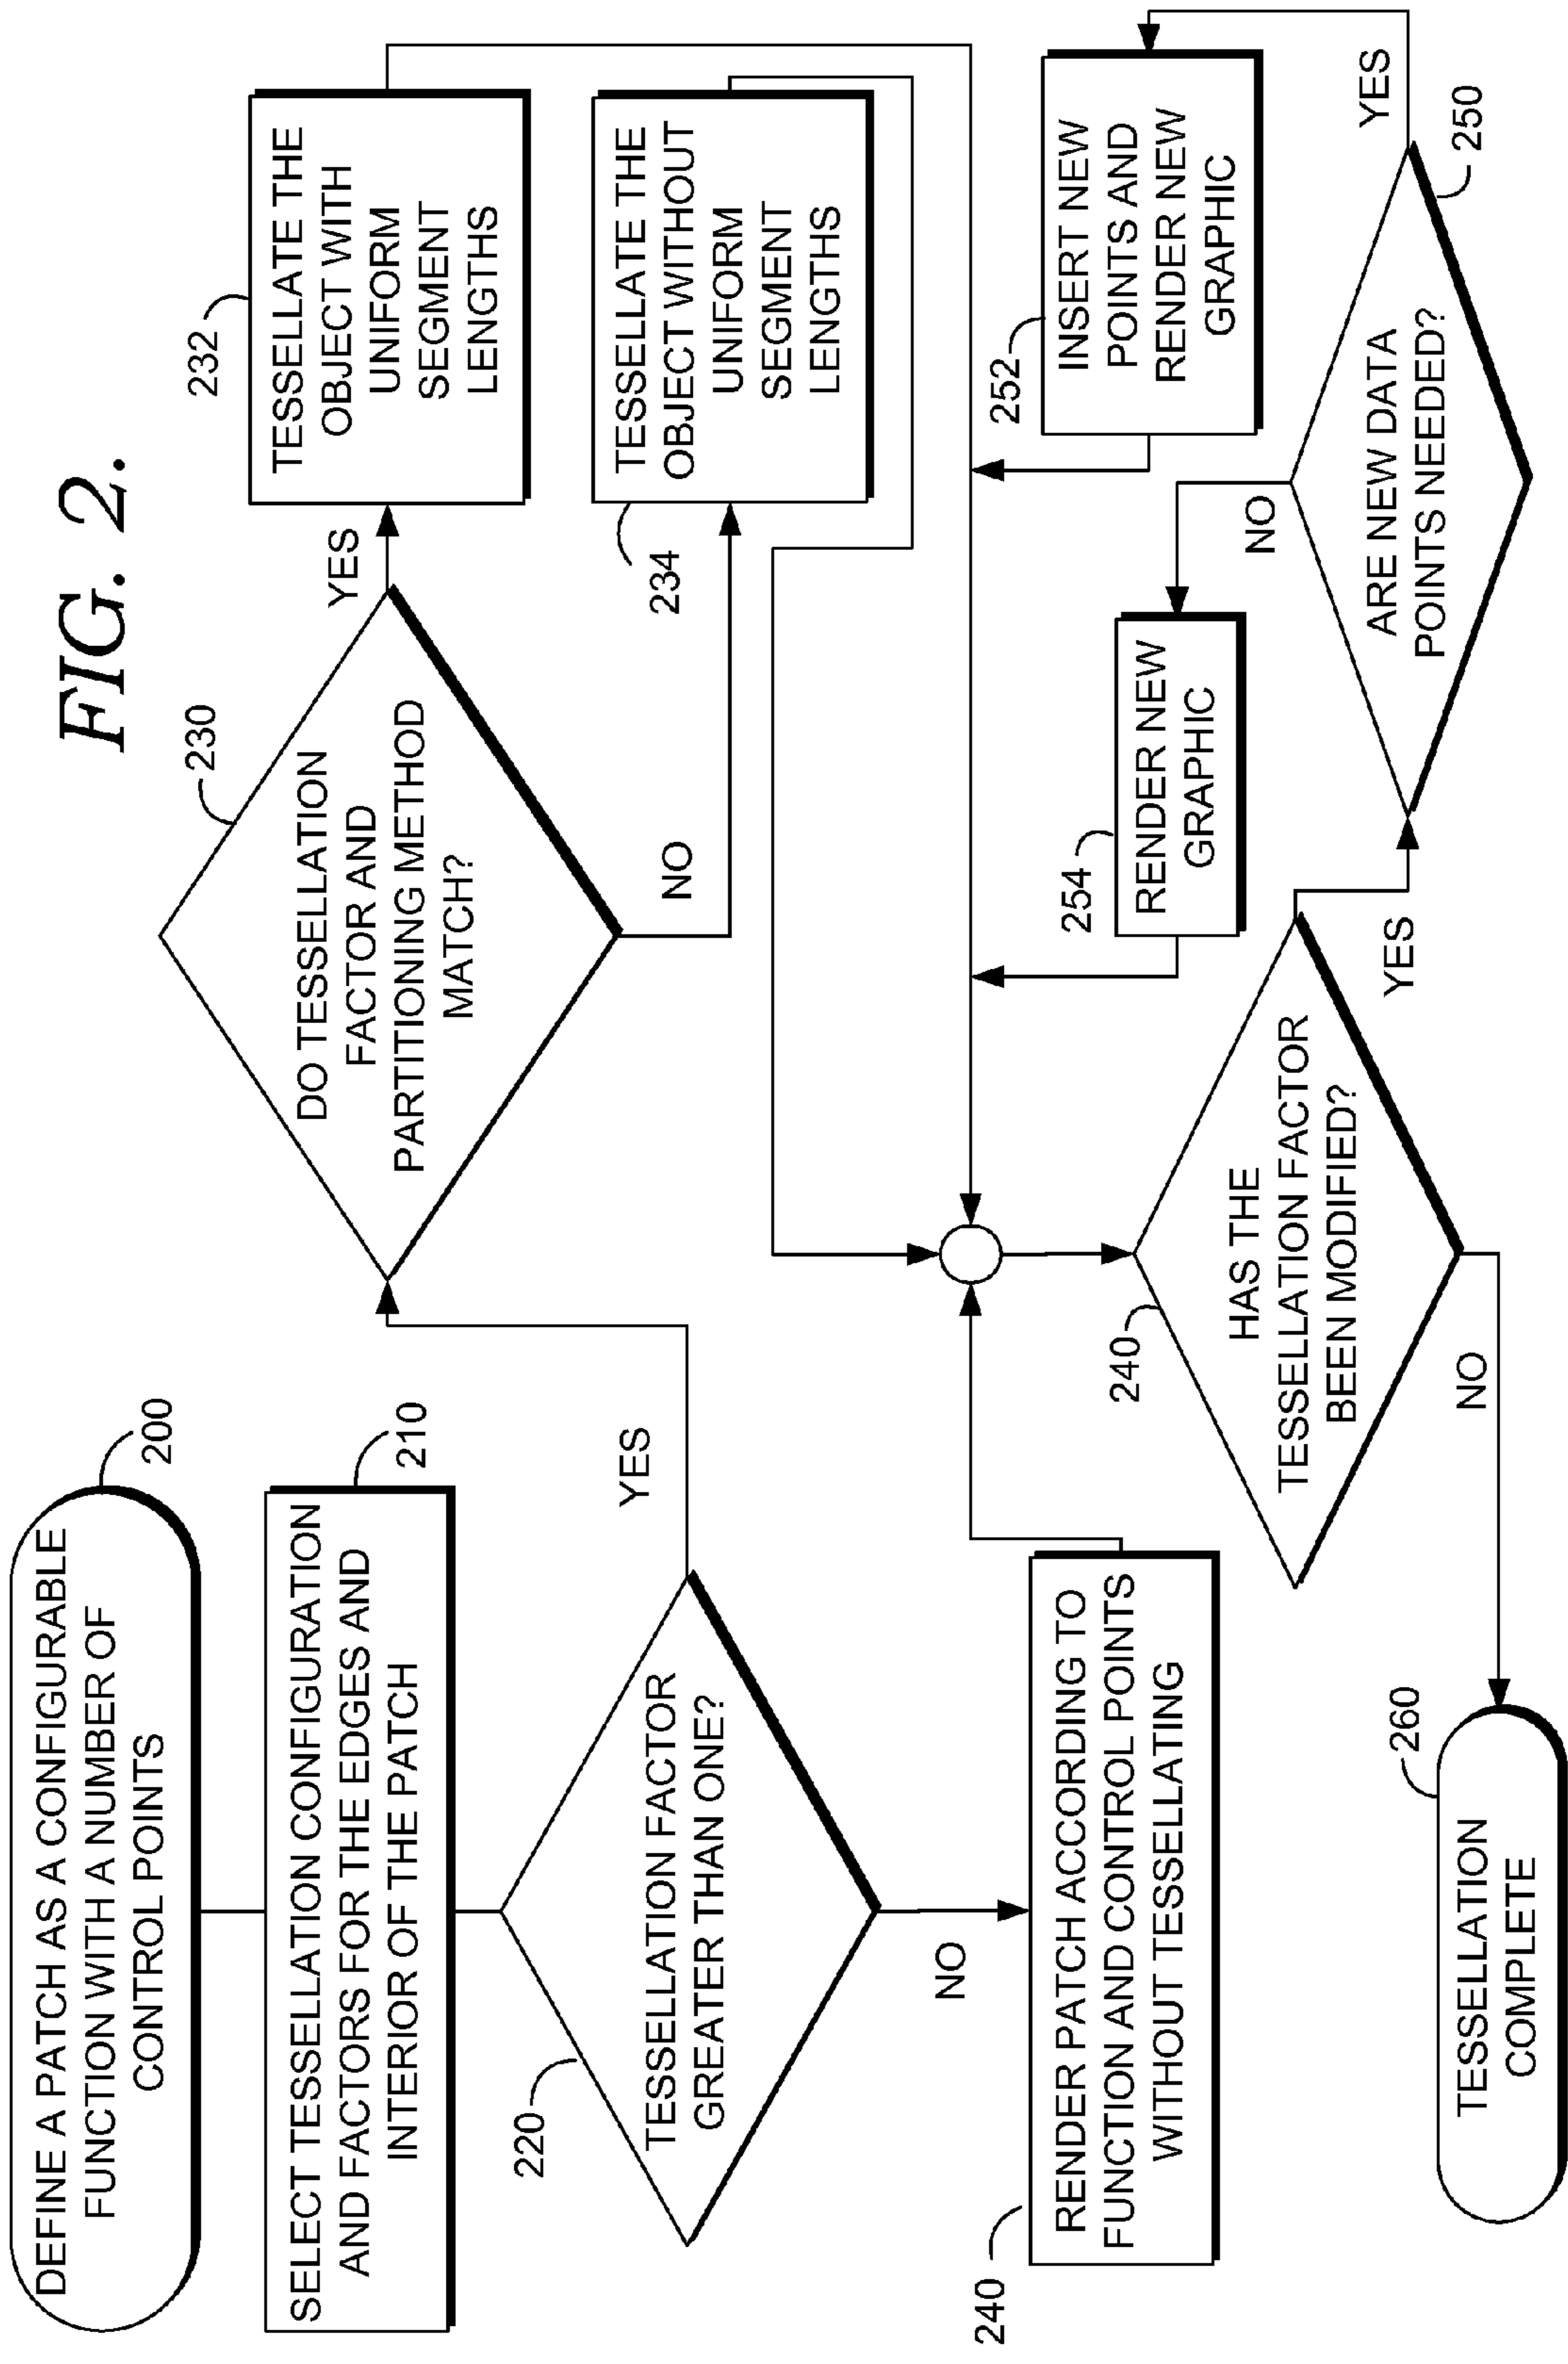 FIG. 2.
DEFINE A PATCH AS A CONFIGURABLE
FUNCTION WITH A NUMBER OF
CONTROL POINTS
200
SELECT TESSELLATION CONFIGURATION
AND FACTORS FOR THE EDGES AND
INTERIOR OF THE PATCH
210
220
TESSELLATION FACTOR
GREATER THAN ONE?
YES
NO
230
DO TESSELLATION
FACTOR AND
PARTITIONING METHOD
MATCH?
YES
NO
232
TESSELLATE THE
OBJECT WITH
UNIFORM
SEGMENT
LENGTHS
234
TESSELLATE THE
OBJECT WITHOUT
UNIFORM
SEGMENT
LENGTHS
240
RENDER PATCH ACCORDING TO
FUNCTION AND CONTROL POINTS
WITHOUT TESSELLATING
240
HAS THE
TESSELLATION FACTOR
BEEN MODIFIED?
YES
NO
254
RENDER NEW
GRAPHIC
252
INSERT NEW
POINTS AND
RENDER NEW
GRAPHIC
NO
YES
ARE NEW DATA
POINTS NEEDED?
250
260
TESSELLATION
COMPLETE